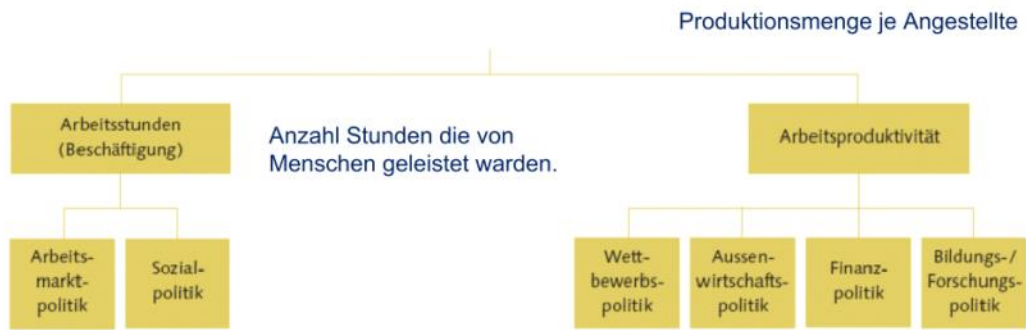 Produktionsmenge je Angestellte
Arbeitsstunden
(Beschäftigung)
Anzahl Stunden die von
Menschen geleistet warden.
Arbeitsproduktivität
Arbeits-
markt-
politik
Sozial-
politik
Wett-
bewerbs-
politik
Aussen-
wirtschafts-
politik
Finanz-
politik
Bildungs-/
Forschungs-
politik